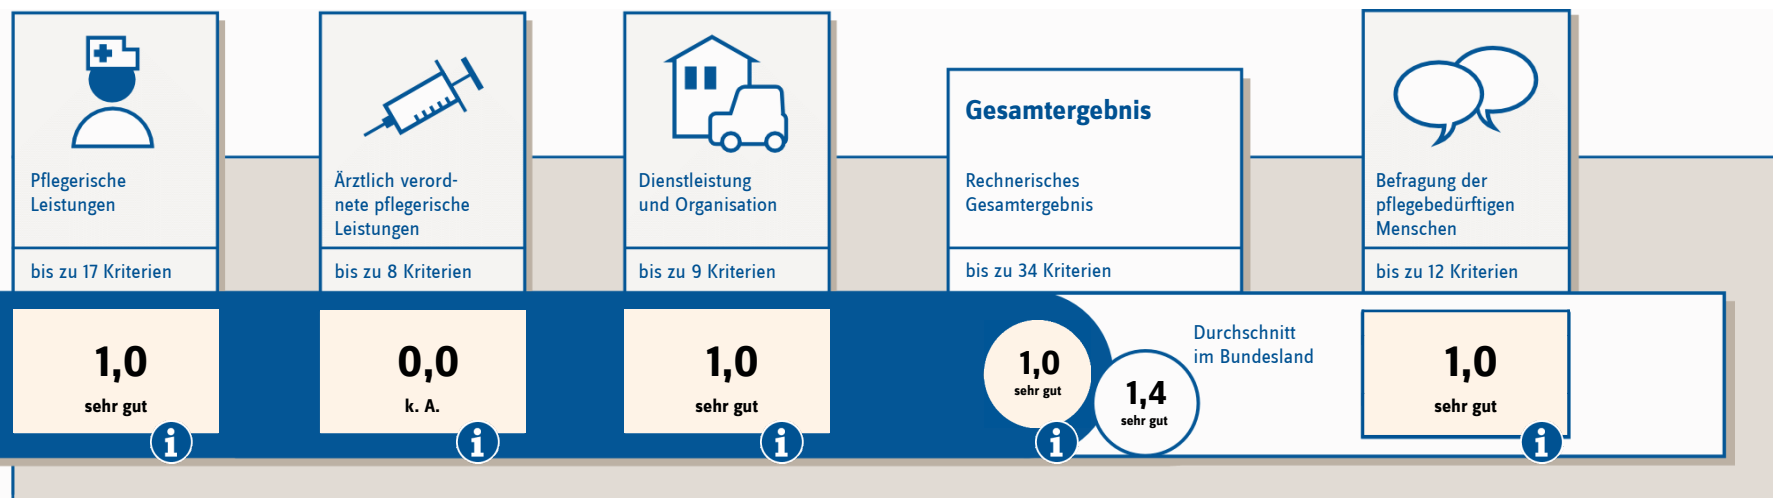 Pflegerische
Leistungen
bis zu 17 Kriterien
1,0
sehr gut
i
Ärztlich verord-
nete pflegerische
Leistungen
bis zu 8 Kriterien
0,0
k. A.
i
Dienstleistung
und Organisation
bis zu 9 Kriterien
1,0
sehr gut
i
Gesamtergebnis
Rechnerisches
Gesamtergebnis
bis zu 34 Kriterien
1,0
sehr gut
i
1,4
sehr gut
Durchschnitt
im Bundesland
Befragung der
pflegebedürftigen
Menschen
bis zu 12 Kriterien
1,0
sehr gut
i